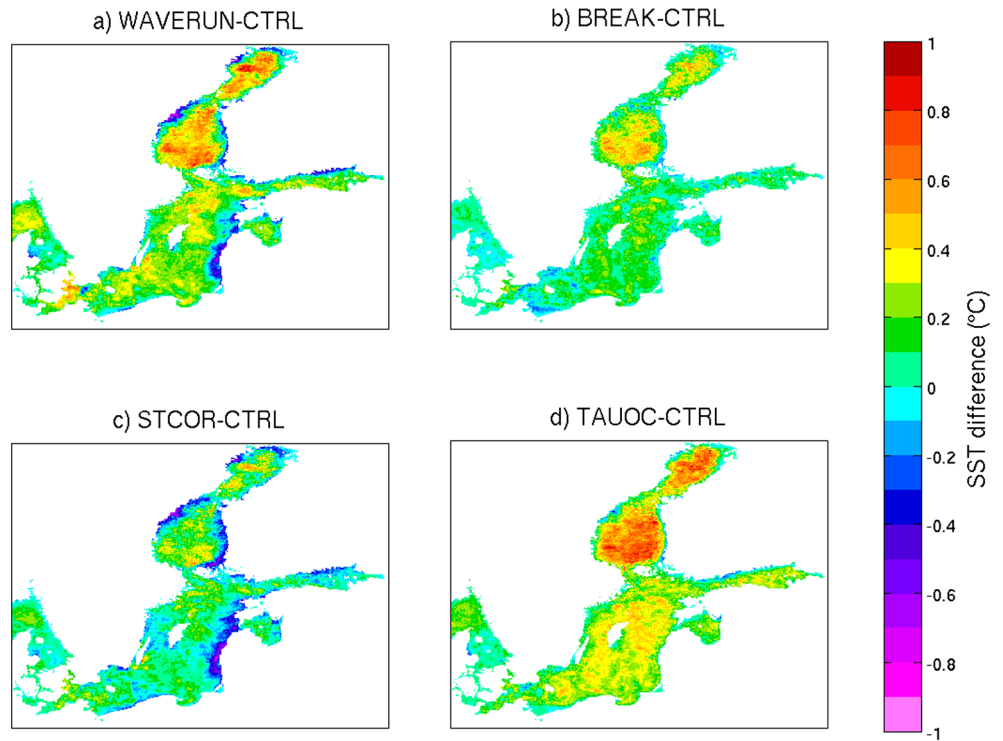 a) WAVERUN-CTRL
b) BREAK-CTRL
c) STCOR-CTRL
d) TAUOC-CTRL
1
0.8
0.6
0.4
0.2
0
-0.2
-0.4
-0.6
-0.8
-1
SST difference (°C)